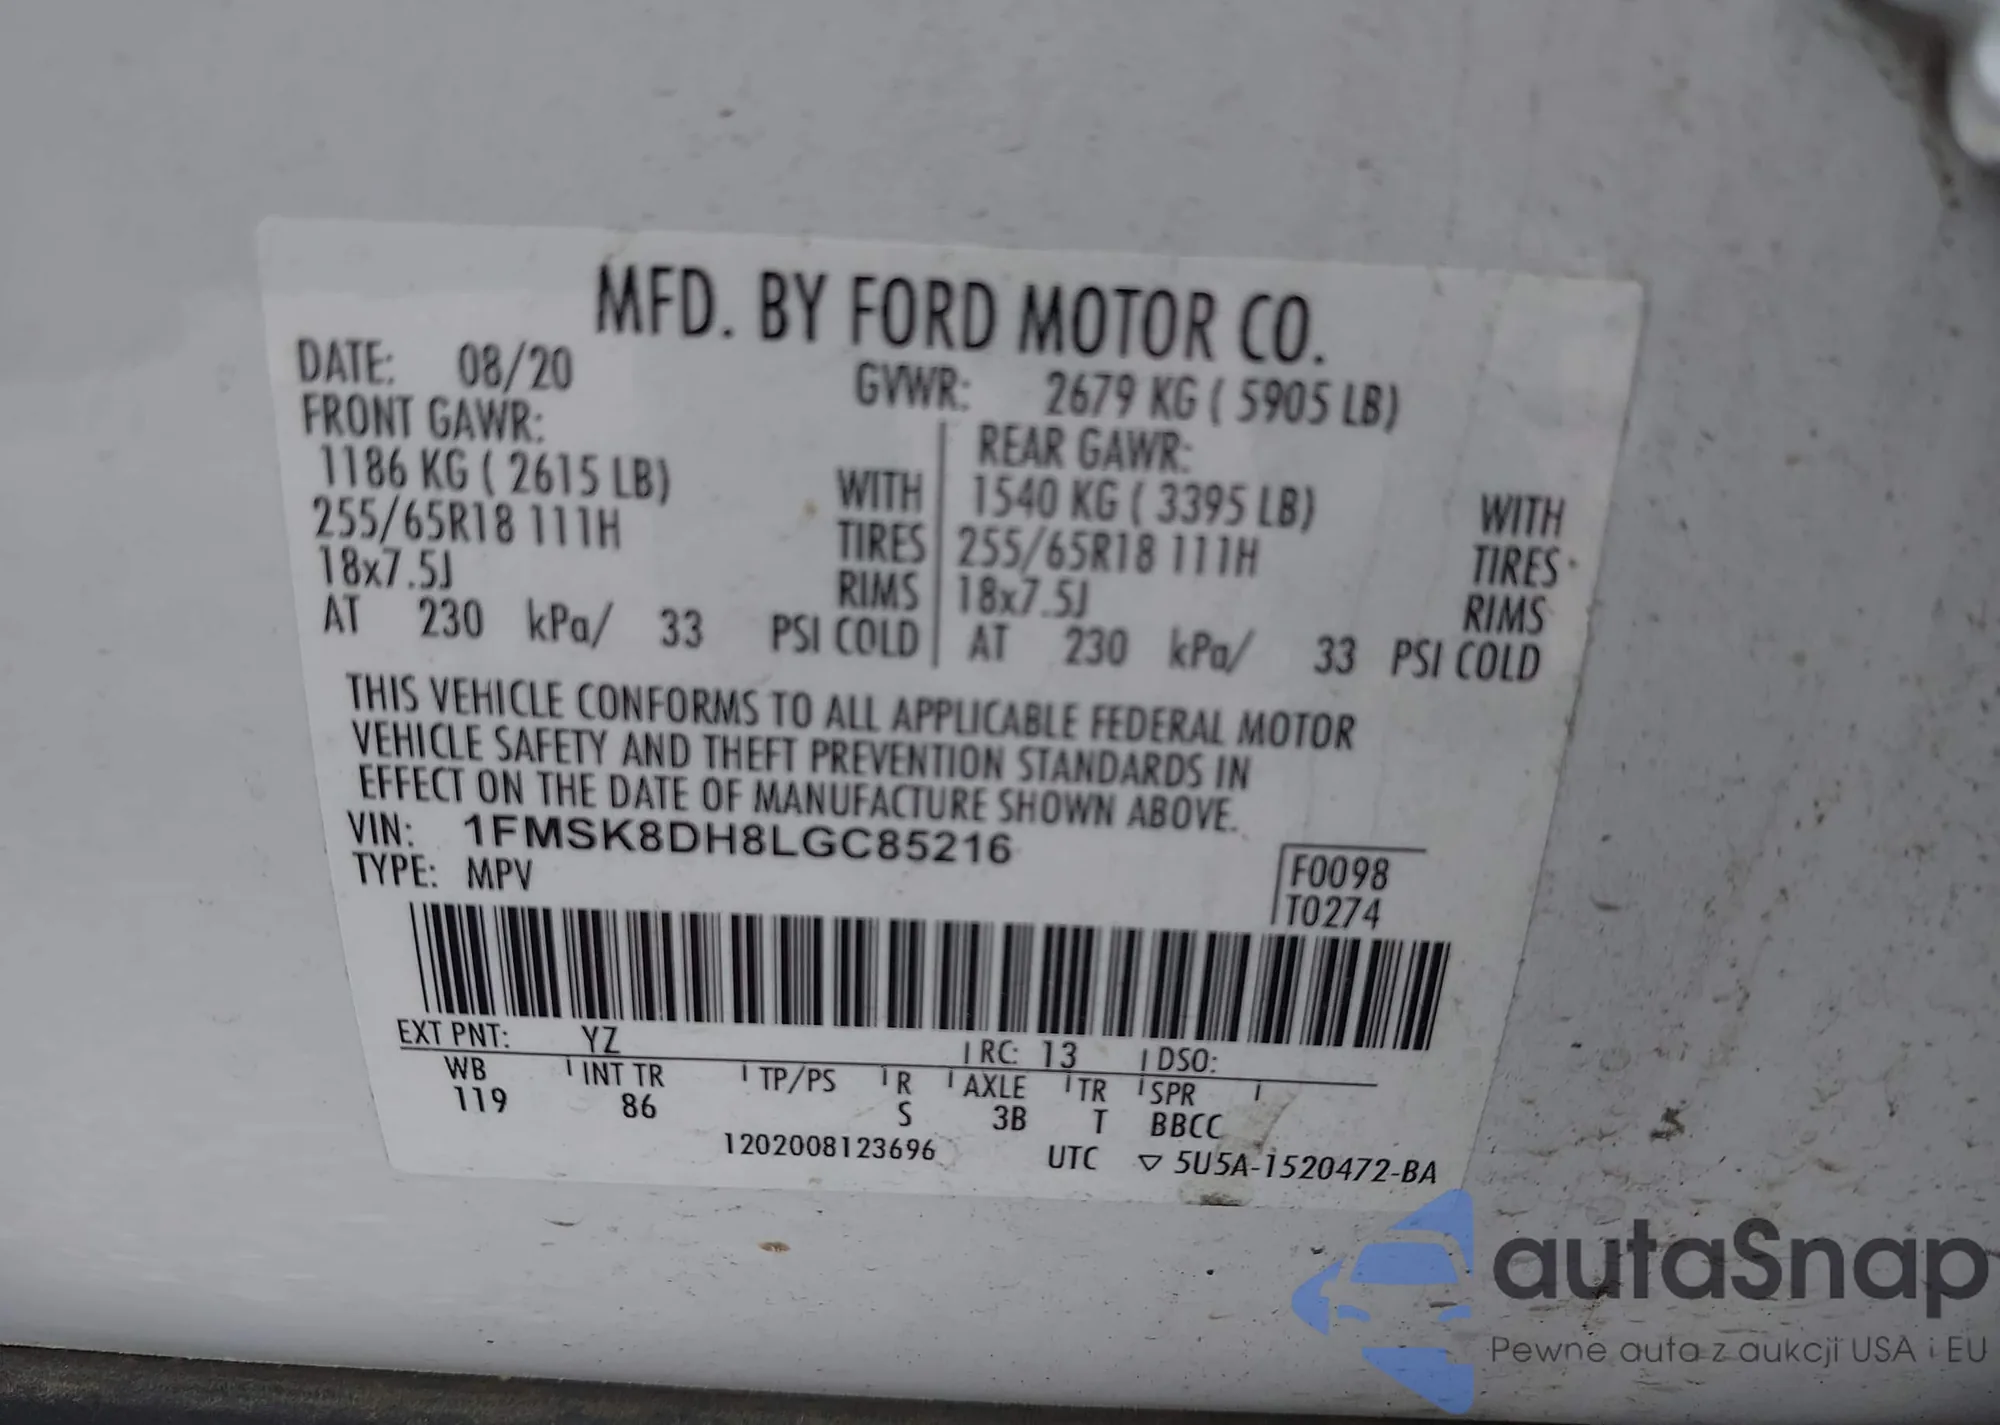 MFD. BY FORD MOTOR CO.
DATE: 08/20 GVWR: 2679 KG ( 5905 LB)
FRONT GAWR: REAR GAWR:
1186 KG ( 2615 LB) WITH 1540 KG ( 3395 LB) WITH
255/65R18 111H TIRES 255/65R18 111H TIRES
18x7.5J RIMS 18x7.5J RIMS
AT 230 kPa/ 33 PSI COLD AT 230 kPa/ 33 PSI COLD
THIS VEHICLE CONFORMS TO ALL APPLICABLE FEDERAL MOTOR
VEHICLE SAFETY AND THEFT PREVENTION STANDARDS IN
EFFECT ON THE DATE OF MANUFACTURE SHOWN ABOVE.
VIN: 1FMSK8DH8LGC85216
TYPE: MPV
F0098
T0274
EXT PNT: YZ RC: 13 DSO:
WB INT TR TP/PS R AXLE TR SPR
119 86 S 3B T BBCC
1202008123696 UTC ▽ 5U5A-1520472-BA
autaSnap
Pewne auta z aukcji USA i EU